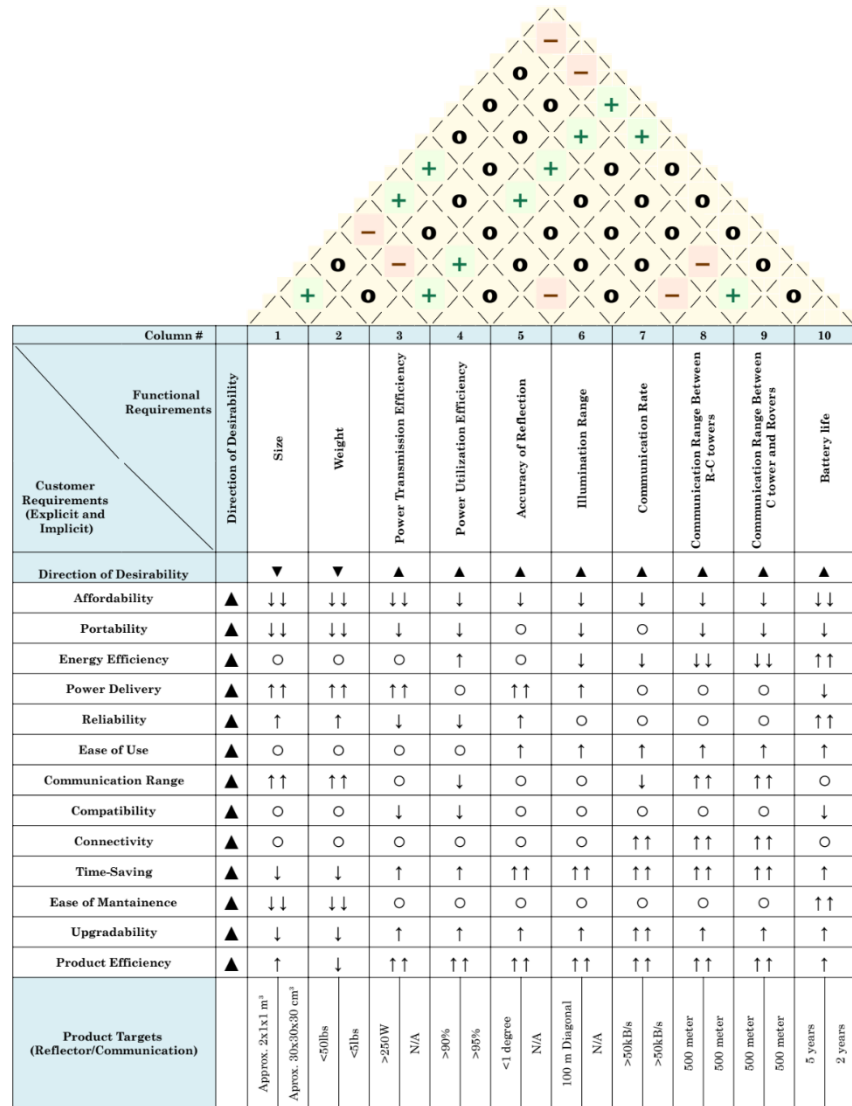 −
o −
o o +
o o + +
+ o + o o
+ o + o o o
− o o o o o o
o − + o o o − o
+ o + o − o − + o
Column # 1 2 3 4 5 6 7 8 9 10
Functional
Requirements
Customer
Requirements
(Explicit and
Implicit)
Direction of Desirability
Size
Weight
Power Transmission Efficiency
Power Utilization Efficiency
Accuracy of Reflection
Illumination Range
Communication Rate
Communication Range Between
R-C towers
Communication Range Between
C tower and Rovers
Battery life
Direction of Desirability ▼ ▼ ▲ ▲ ▲ ▲ ▲ ▲ ▲ ▲
Affordability ▲ ↓↓ ↓↓ ↓↓ ↓ ↓ ↓ ↓ ↓ ↓ ↓↓
Portability ▲ ↓↓ ↓↓ ↓ ↓ ○ ↓ ○ ↓ ↓ ↓
Energy Efficiency ▲ ○ ○ ○ ↑ ○ ↓ ↓ ↓↓ ↓↓ ↑↑
Power Delivery ▲ ↑↑ ↑↑ ↑↑ ○ ↑↑ ↑ ○ ○ ○ ↓
Reliability ▲ ↑ ↑ ↓ ↓ ↑ ○ ○ ○ ○ ↑↑
Ease of Use ▲ ○ ○ ○ ○ ↑ ↑ ↑ ↑ ↑ ↑
Communication Range ▲ ↑↑ ↑↑ ○ ↓ ○ ○ ↓ ↑↑ ↑↑ ○
Compatibility ▲ ○ ○ ↓ ↓ ○ ○ ○ ○ ○ ↓
Connectivity ▲ ○ ○ ○ ○ ○ ○ ↑↑ ↑↑ ↑↑ ○
Time-Saving ▲ ↓ ↓ ↑ ↑ ↑↑ ↑↑ ↑↑ ↑↑ ↑↑ ↑
Ease of Mantainence ▲ ↓↓ ↓↓ ○ ○ ○ ○ ○ ○ ○ ↑↑
Upgradability ▲ ↓ ↓ ↑ ↑ ↑ ↑ ↑↑ ↑ ↑ ↑
Product Efficiency ▲ ↑ ↓ ↑↑ ↑↑ ↑↑ ↑↑ ↑↑ ↑↑ ↑↑ ↑
Product Targets
(Reflector/Communication)
Approx. 2x1x1 m³
Aprox. 30x30x30 cm³
<50lbs
<5lbs
>250W
N/A
>90%
>95%
<1 degree
N/A
100 m Diagonal
N/A
>50kB/s
>50kB/s
500 meter
500 meter
500 meter
500 meter
5 years
2 years